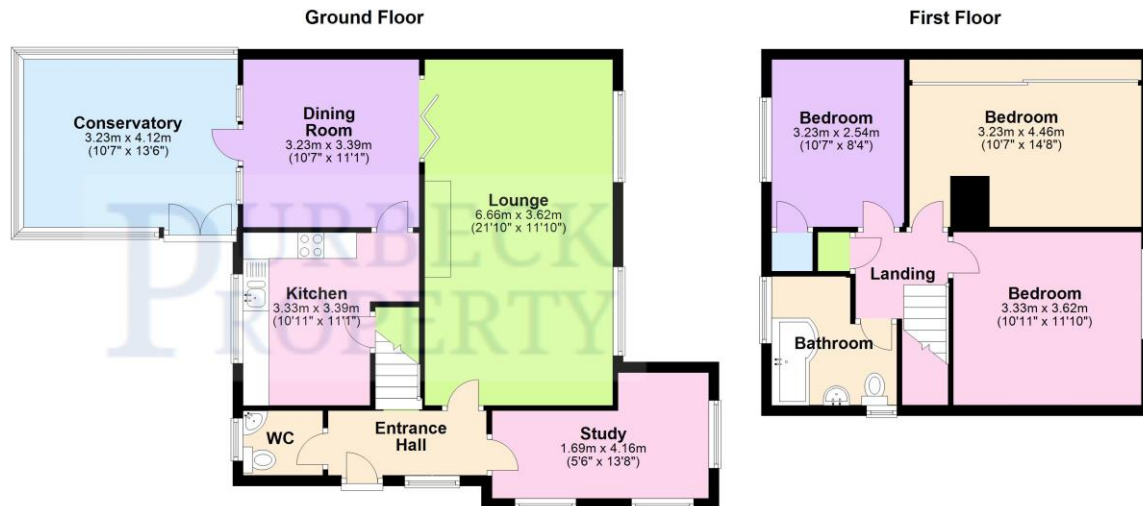 Ground Floor
First Floor
Conservatory
3.23m x 4.12m
(10'7" x 13'6")
Dining
Room
3.23m x 3.39m
(10'7" x 11'1")
Lounge
6.66m x 3.62m
(21'10" x 11'10")
Kitchen
3.33m x 3.39m
(10'11" x 11'1")
WC
Entrance
Hall
Study
1.69m x 4.16m
(5'6" x 13'8")
Bedroom
3.23m x 2.54m
(10'7" x 8'4")
Bedroom
3.23m x 4.46m
(10'7" x 14'8")
Landing
Bedroom
3.33m x 3.62m
(10'11" x 11'10")
Bathroom
PURBECK
PROPERTY